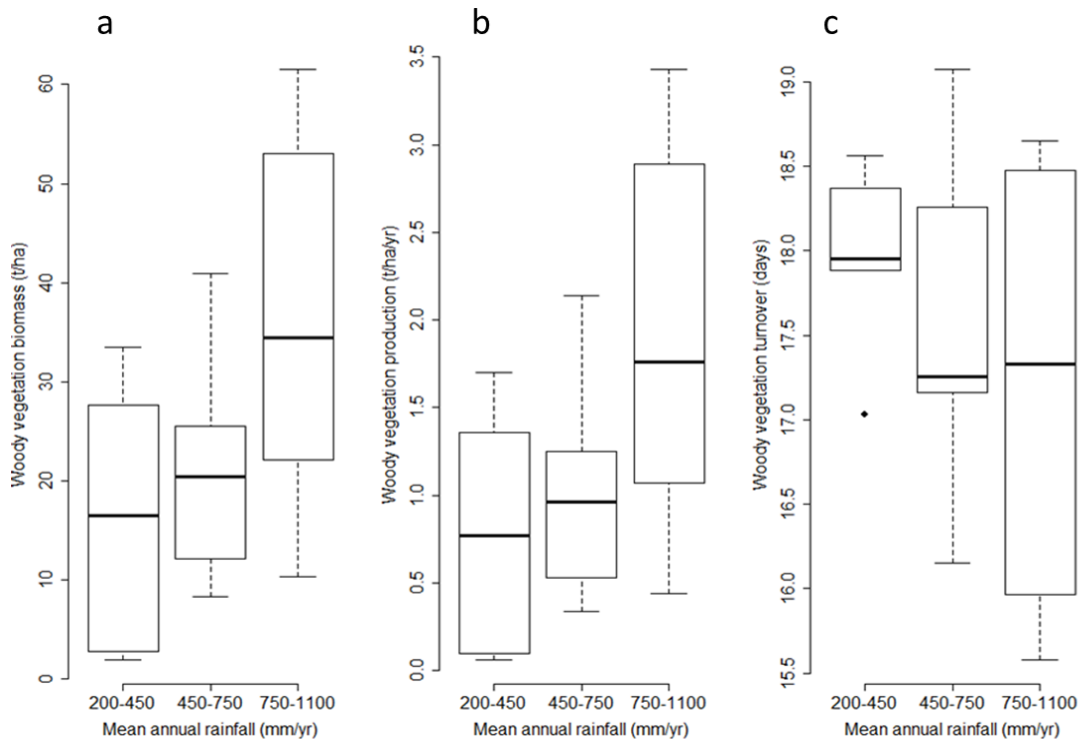 a
Woody vegetation biomass (t/ha)
60
50
40
30
20
10
0
200-450 450-750 750-1100
Mean annual rainfall (mm/yr)
b
Woody vegetation production (t/ha/yr)
3.5
3.0
2.5
2.0
1.5
1.0
0.5
0.0
200-450 450-750 750-1100
Mean annual rainfall (mm/yr)
c
Woody vegetation turnover (days)
19.0
18.5
18.0
17.5
17.0
16.5
16.0
15.5
200-450 450-750 750-1100
Mean annual rainfall (mm/yr)